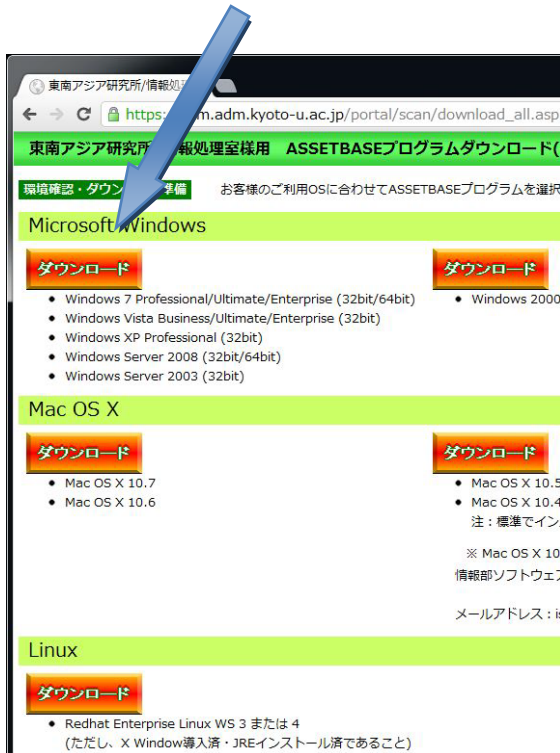 東南アジア研究所/情報処
https: m.adm.kyoto-u.ac.jp/portal/scan/download_all.asp
東南アジア研究所 報処理室様用 ASSETBASEプログラムダウンロード(
環境確認・ダウン 準備 お客様のご利用OSに合わせてASSETBASEプログラムを選択
Microsoft Windows
ダウンロード ダウンロード
• Windows 7 Professional/Ultimate/Enterprise (32bit/64bit) • Windows 2000
• Windows Vista Business/Ultimate/Enterprise (32bit)
• Windows XP Professional (32bit)
• Windows Server 2008 (32bit/64bit)
• Windows Server 2003 (32bit)
Mac OS X
ダウンロード ダウンロード
• Mac OS X 10.7 • Mac OS X 10.5
• Mac OS X 10.6 • Mac OS X 10.4
注：標準でイン
※ Mac OS X 10
情報部ソフトウェ
メールアドレス：i
Linux
ダウンロード
• Redhat Enterprise Linux WS 3 または 4
(ただし、X Window導入済・JREインストール済であること)